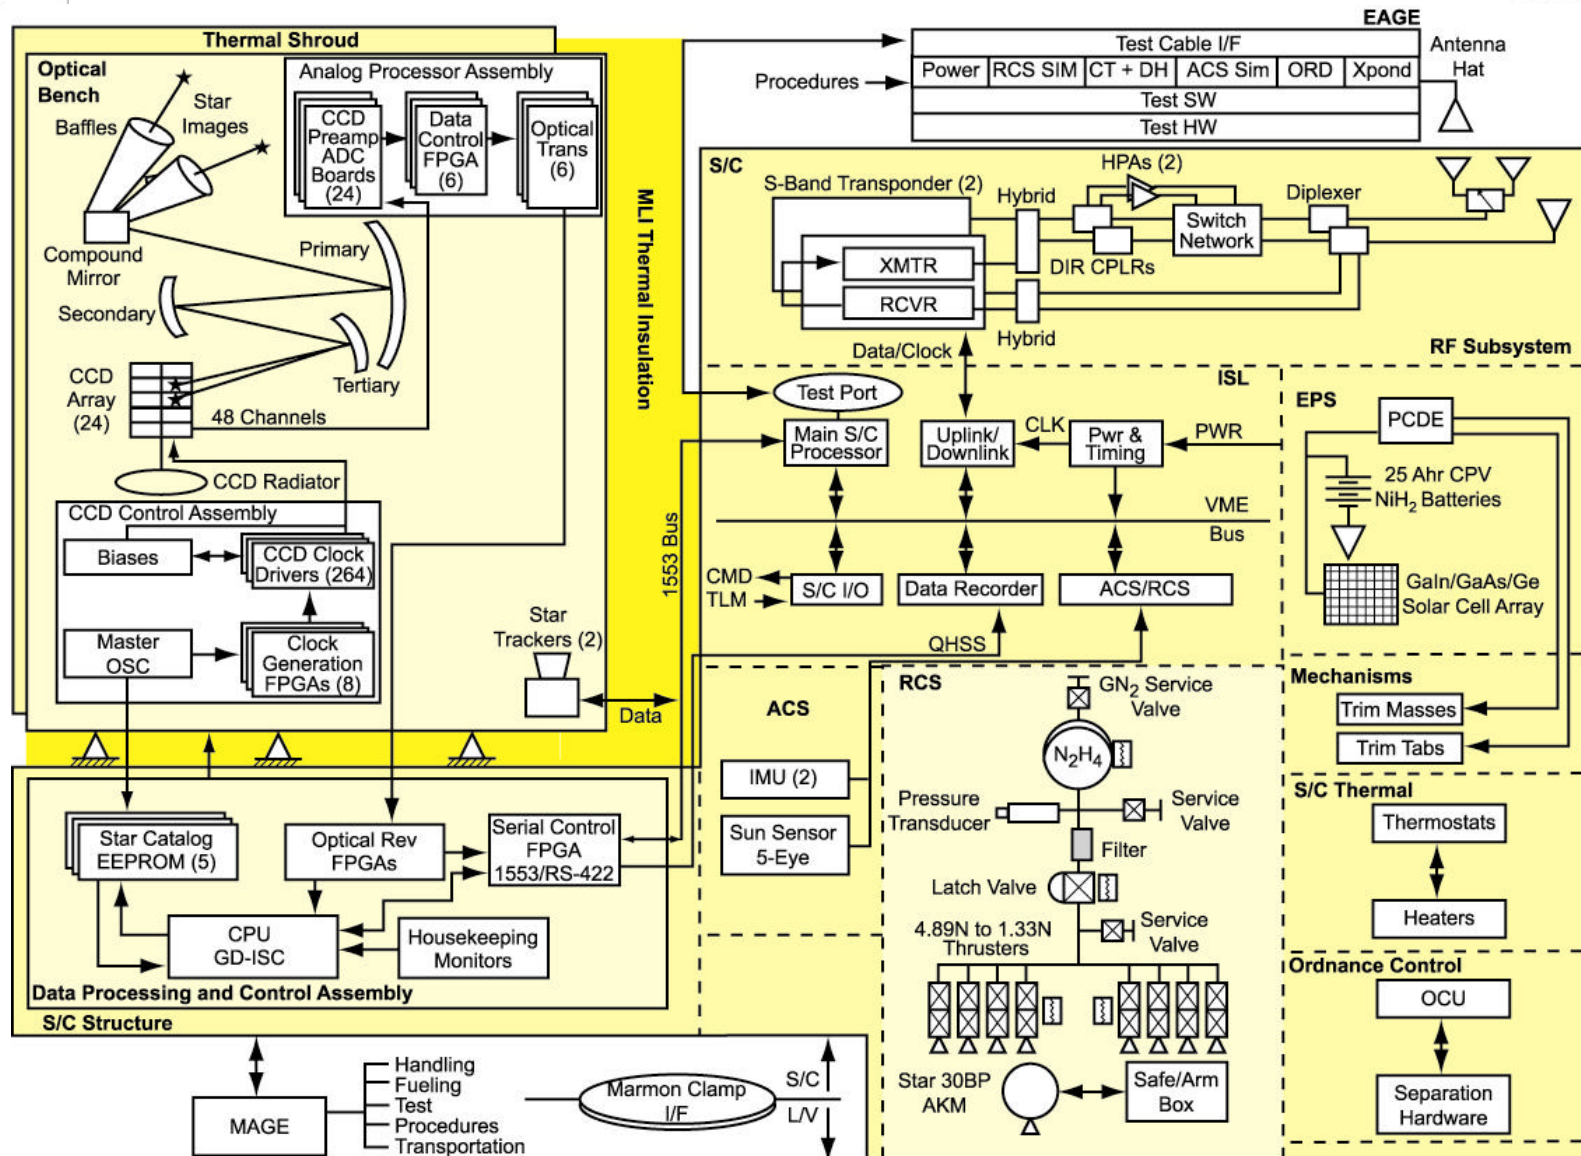 EAGE
Thermal Shroud
Test Cable I/F
Antenna
Hat
Optical
Bench
Analog Processor Assembly
Procedures
Power
RCS SIM
CT + DH
ACS Sim
ORD
Xpond
Test SW
Test HW
Star
Images
Baffles
CCD
Preamp
ADC
Boards
(24)
Data
Control
FPGA
(6)
Optical
Trans
(6)
Compound
Mirror
Primary
Secondary
Tertiary
CCD
Array
(24)
48 Channels
CCD Radiator
CCD Control Assembly
Biases
CCD Clock
Drivers (264)
Master
OSC
Clock
Generation
FPGAs (8)
MLI Thermal Insulation
Star
Trackers (2)
Data
1553 Bus
S/C
S-Band Transponder (2)
XMTR
RCVR
Hybrid
Hybrid
HPAs (2)
DIR CPLRs
Switch
Network
Diplexer
RF Subsystem
Data/Clock
ISL
Test Port
Main S/C
Processor
Uplink/
Downlink
CLK
Pwr &
Timing
PWR
VME
Bus
CMD
TLM
S/C I/O
Data Recorder
ACS/RCS
QHSS
EPS
PCDE
25 Ahr CPV
NiH2 Batteries
GaIn/GaAs/Ge
Solar Cell Array
Mechanisms
Trim Masses
Trim Tabs
S/C Thermal
Thermostats
Heaters
Ordnance Control
OCU
Separation
Hardware
ACS
IMU (2)
Sun Sensor
5-Eye
RCS
GN2 Service
Valve
N2H4
Pressure
Transducer
Service
Valve
Filter
Latch Valve
4.89N to 1.33N
Thrusters
Service
Valve
Star 30BP
AKM
Safe/Arm
Box
Star Catalog
EEPROM (5)
Optical Rev
FPGAs
Serial Control
FPGA
1553/RS-422
CPU
GD-ISC
Housekeeping
Monitors
Data Processing and Control Assembly
S/C Structure
MAGE
Handling
Fueling
Test
Procedures
Transportation
Marmon Clamp
I/F
S/C
L/V